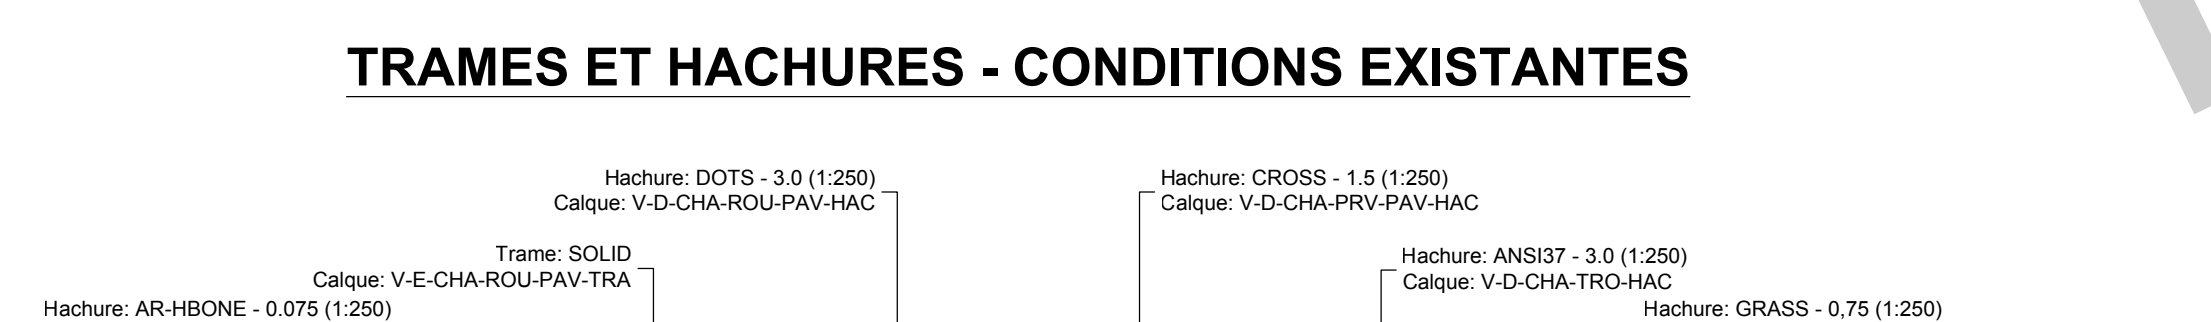 TRAMES ET HACHURES - CONDITIONS EXISTANTES
Hachure: DOTS - 3.0 (1:250)
Calque: V-D-CHA-ROU-PAV-HAC
Hachure: CROSS - 1.5 (1:250)
Calque: V-D-CHA-PRV-PAV-HAC
Trame: SOLID
Calque: V-E-CHA-ROU-PAV-TRA
Hachure: ANSI37 - 3.0 (1:250)
Calque: V-D-CHA-TRO-HAC
Hachure: AR-HBONE - 0.075 (1:250)
Hachure: GRASS - 0,75 (1:250)